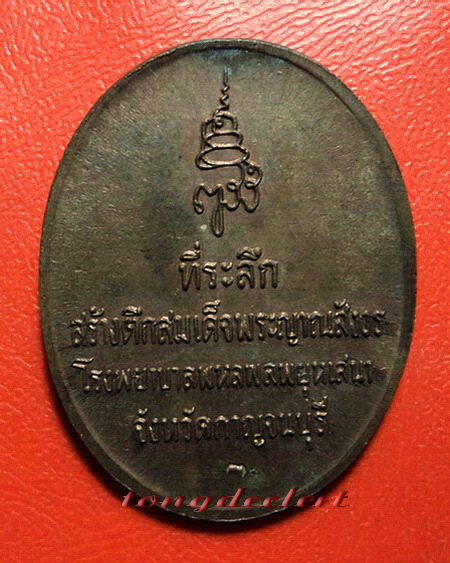 ที่ระลึก
สร้างตึกสมเด็จพระญาณสังวร
โรงพยาบาลพหลพลพยุหเสนา
จังหวัดกาญจนบุรี
tongdeelert